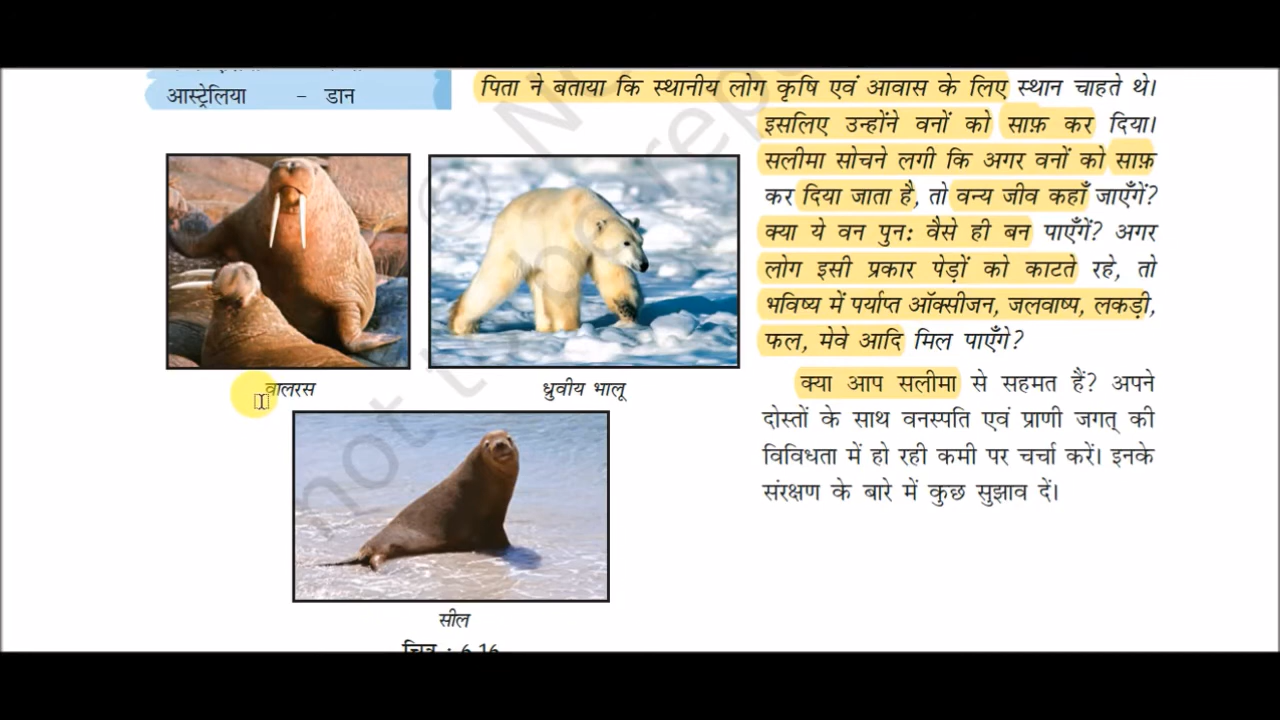 आस्ट्रेलिया – डान
पिता ने बताया कि स्थानीय लोग कृषि एवं आवास के लिए स्थान चाहते थे।
इसलिए उन्होंने वनों को साफ़ कर दिया।
सलीमा सोचने लगी कि अगर वनों को साफ़
कर दिया जाता है, तो वन्य जीव कहाँ जाएँगें?
क्या ये वन पुनः वैसे ही बन पाएँगें? अगर
लोग इसी प्रकार पेड़ों को काटते रहे, तो
भविष्य में पर्याप्त ऑक्सीजन, जलवाष्प, लकड़ी,
फल, मेवे आदि मिल पाएँगे?
क्या आप सलीमा से सहमत हैं? अपने
दोस्तों के साथ वनस्पति एवं प्राणी जगत् की
विविधता में हो रही कमी पर चर्चा करें। इनके
संरक्षण के बारे में कुछ सुझाव दें।
वालरस
ध्रुवीय भालू
सील
चित्र : 6.16